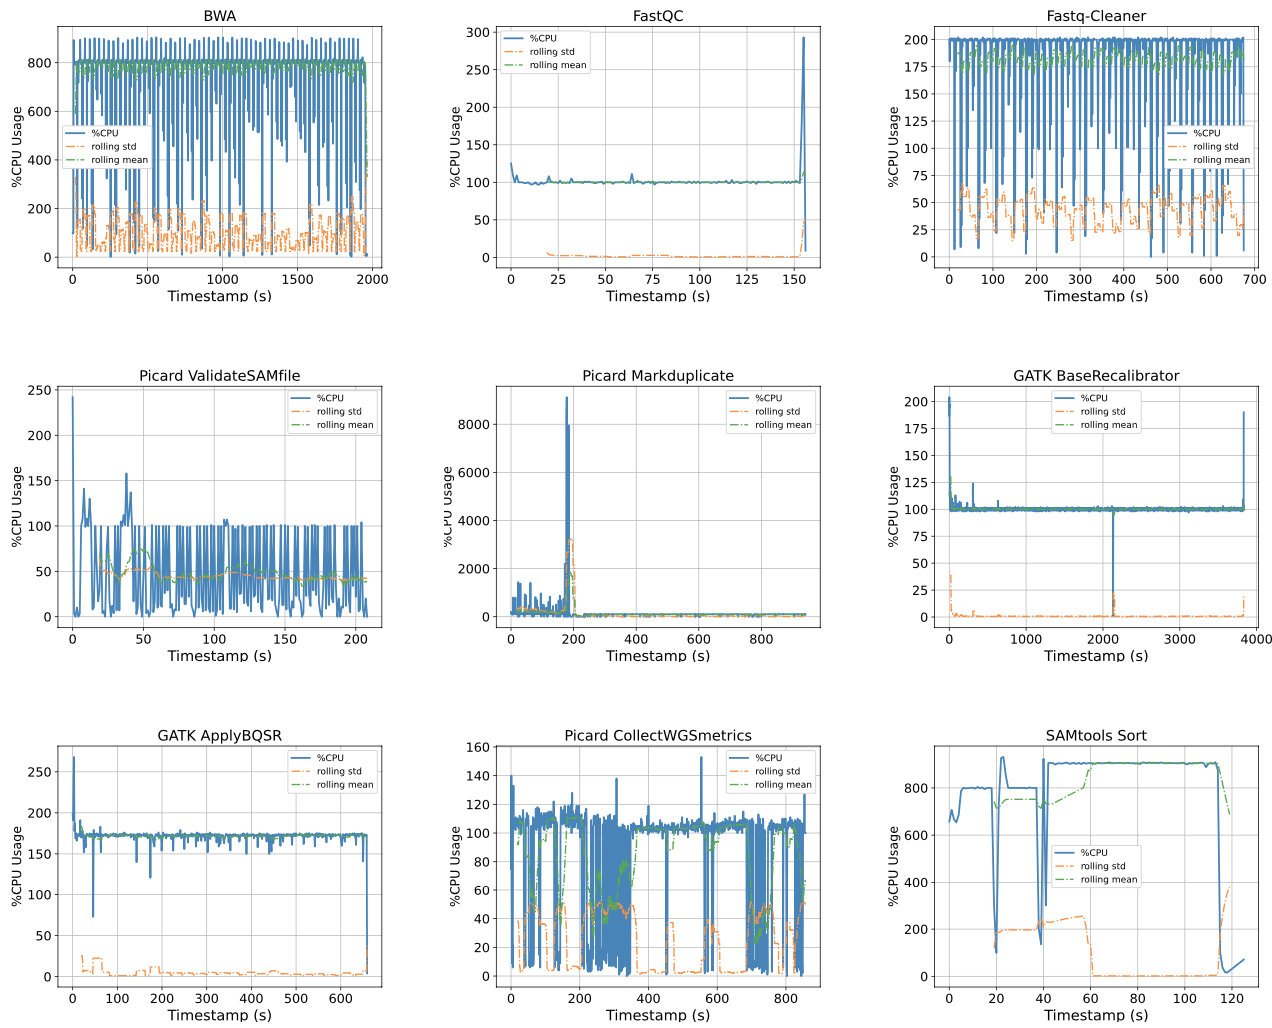 BWA
%CPU Usage
800
600
400
200
0
%CPU
rolling std
rolling mean
0 500 1000 1500 2000
Timestamp (s)
FastQC
%CPU Usage
300
250
200
150
100
50
0
%CPU
rolling std
rolling mean
0 25 50 75 100 125 150
Timestamp (s)
Fastq-Cleaner
%CPU Usage
200
175
150
125
100
75
50
25
0
%CPU
rolling std
rolling mean
0 100 200 300 400 500 600 700
Timestamp (s)
Picard ValidateSAMfile
%CPU Usage
250
200
150
100
50
0
%CPU
rolling std
rolling mean
0 50 100 150 200
Timestamp (s)
Picard Markduplicate
%CPU Usage
8000
6000
4000
2000
0
%CPU
rolling std
rolling mean
0 200 400 600 800
Timestamp (s)
GATK BaseRecalibrator
%CPU Usage
200
175
150
125
100
75
50
25
0
%CPU
rolling std
rolling mean
0 1000 2000 3000 4000
Timestamp (s)
GATK ApplyBQSR
%CPU Usage
250
200
150
100
50
0
%CPU
rolling std
rolling mean
0 100 200 300 400 500 600
Timestamp (s)
Picard CollectWGSmetrics
%CPU Usage
160
140
120
100
80
60
40
20
0
%CPU
rolling std
rolling mean
0 200 400 600 800
Timestamp (s)
SAMtools Sort
%CPU Usage
800
600
400
200
0
%CPU
rolling std
rolling mean
0 20 40 60 80 100 120
Timestamp (s)